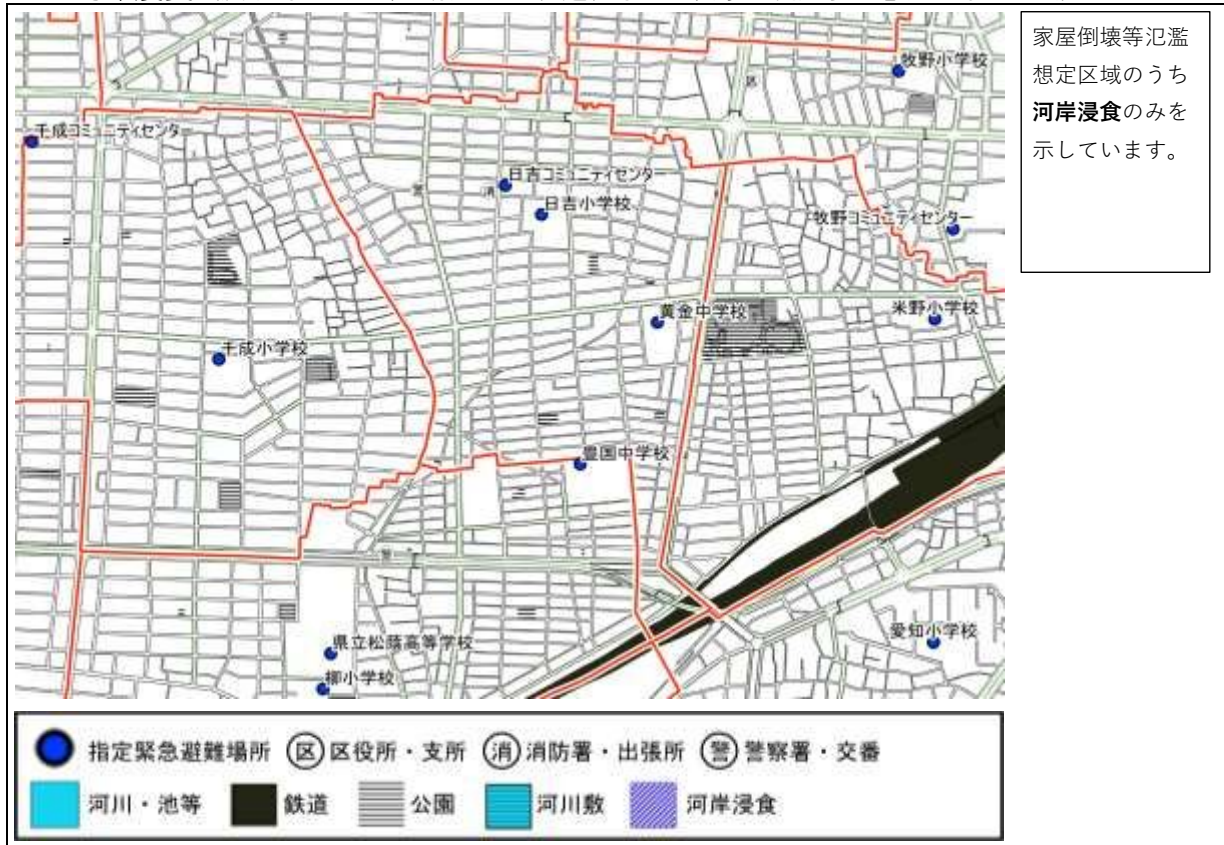 家屋倒壊等氾濫
想定区域のうち
河岸浸食のみを
示しています。
牧野小学校
区
千成コミュニティセンター
日吉コミュニティセンター
警
消
日吉小学校
牧野コミュニティセンター
黄金中学校
米野小学校
千成小学校
豊国中学校
警
愛知小学校
県立松蔭高等学校
柳小学校
指定緊急避難場所 区 区役所・支所 消 消防署・出張所 警 警察署・交番
河川・池等 鉄道 公園 河川敷 河岸浸食